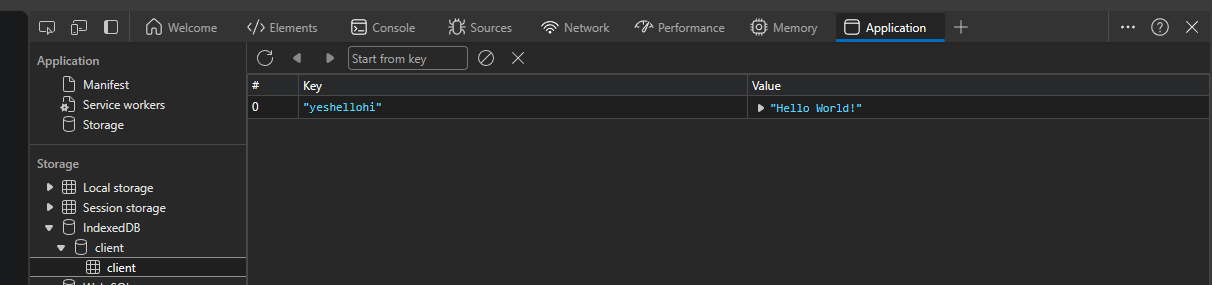 Welcome Elements Console Sources Network Performance Memory Application
Application
Start from key
Manifest
Service workers
Storage
# Key Value
0 "yeshellohi" "Hello World!"
Storage
Local storage
Session storage
IndexedDB
client
client